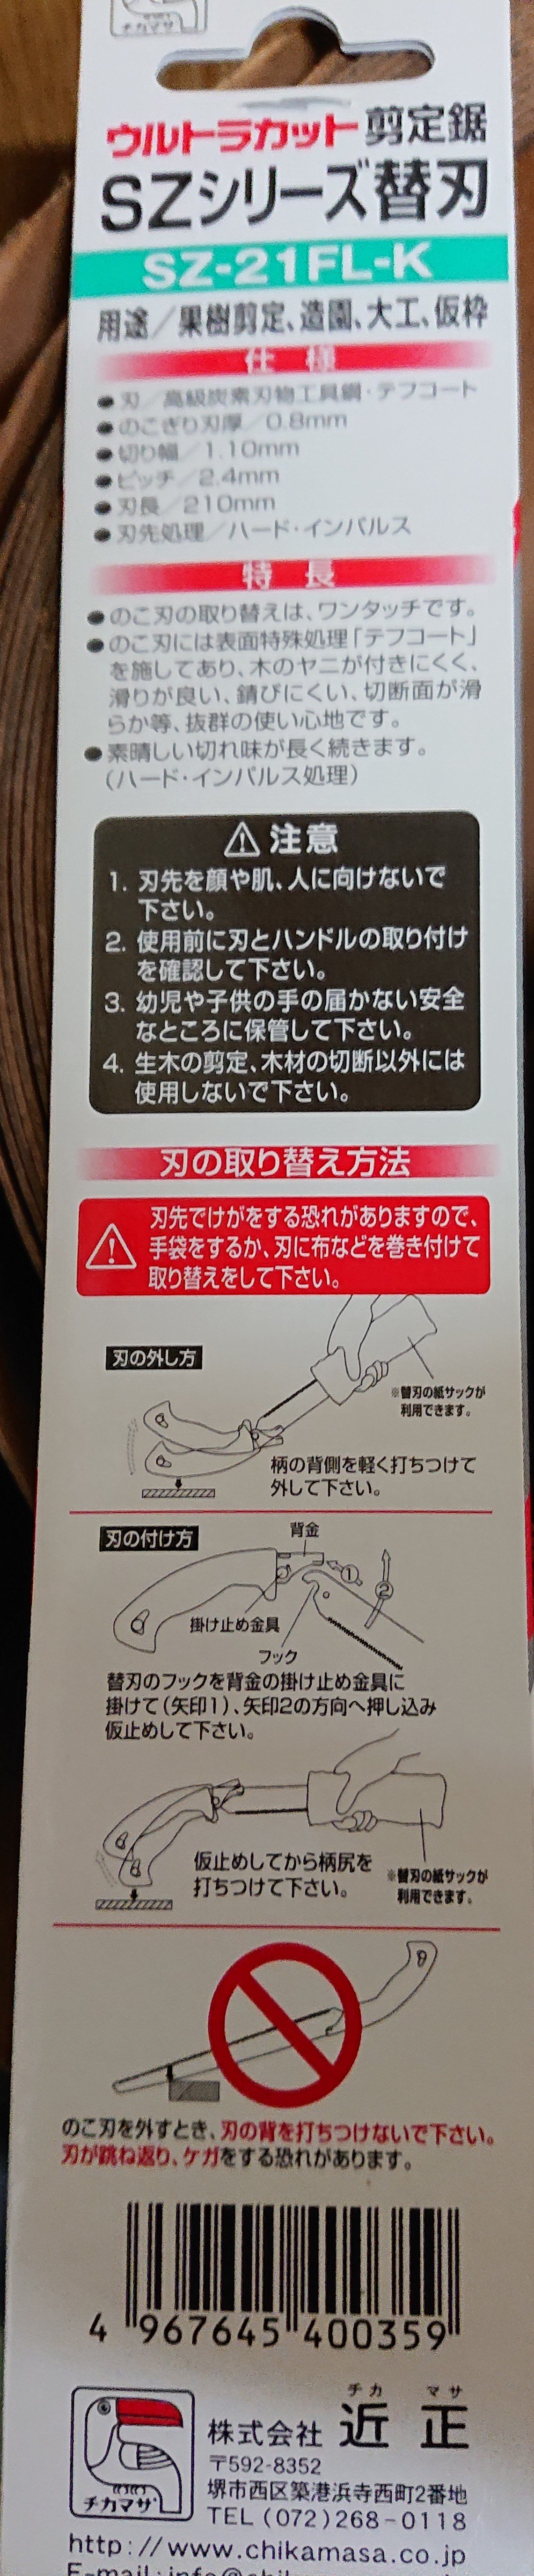 チカマサ
ウルトラカット 剪定鋸
SZシリーズ替刃
SZ-21FL-K
用途/果樹剪定、造園、大工、仮枠
仕様
●刃/高級炭素刃物工具鋼・テフコート
●のこぎり刃厚/0.8mm
●切り幅/1.10mm
●ピッチ/2.4mm
●刃長/210mm
●刃先処理/ハード・インパルス
特長
●のこ刃の取り替えは、ワンタッチです。
●のこ刃には表面特殊処理「テフコート」
を施してあり、木のヤニが付きにくく、
滑りが良い、錆びにくい、切断面が滑
らか等、抜群の使い心地です。
●素晴しい切れ味が長く続きます。
(ハード・インパルス処理)
注意
1. 刃先を顔や肌、人に向けないで
下さい。
2. 使用前に刃とハンドルの取り付け
を確認して下さい。
3. 幼児や子供の手の届かない安全
なところに保管して下さい。
4. 生木の剪定、木材の切断以外には
使用しないで下さい。
刃の取り替え方法
刃先でけがをする恐れがありますので、
手袋をするか、刃に布などを巻き付けて
取り替えをして下さい。
刃の外し方
※替刃の紙サックが
利用できます。
柄の背側を軽く打ちつけて
外して下さい。
刃の付け方
背金
①
②
掛け止め金具
フック
替刃のフックを背金の掛け止め金具に
掛けて(矢印1)、矢印2の方向へ押し込み
仮止めして下さい。
仮止めしてから柄尻を
打ちつけて下さい。
※替刃の紙サックが
利用できます。
のこ刃を外すとき、刃の背を打ちつけないで下さい。
刃が跳ね返り、ケガをする恐れがあります。
4 967645 400359
チカ マサ
株式会社 近正
〒592-8352
堺市西区築港浜寺西町2番地
TEL(072)268-0118
チカマサ
http://www.chikamasa.co.jp